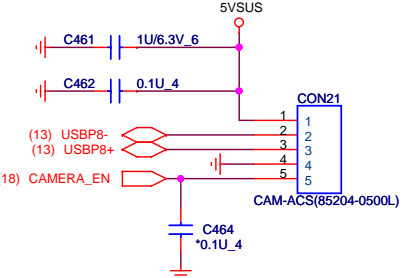 5VSUS
C461 1U/6.3V_6
C462 0.1U_4
CON21
1 1
(13) USBP8- 2 2
(13) USBP8+ 3 3
4 4
(18) CAMERA_EN 5 5
CAM-ACS(85204-0500L)
C464
*0.1U_4